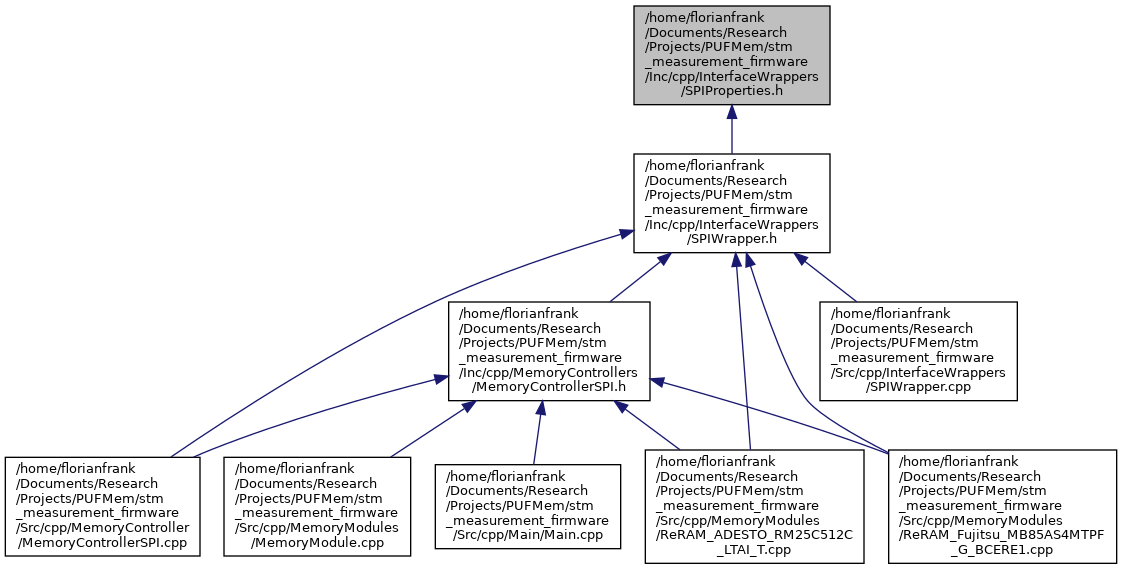 /home/florianfrank
/Documents/Research
/Projects/PUFMem/stm
_measurement_firmware
/Inc/cpp/InterfaceWrappers
/SPIProperties.h
/home/florianfrank
/Documents/Research
/Projects/PUFMem/stm
_measurement_firmware
/Inc/cpp/InterfaceWrappers
/SPIWrapper.h
/home/florianfrank
/Documents/Research
/Projects/PUFMem/stm
_measurement_firmware
/Inc/cpp/MemoryControllers
/MemoryControllerSPI.h
/home/florianfrank
/Documents/Research
/Projects/PUFMem/stm
_measurement_firmware
/Src/cpp/InterfaceWrappers
/SPIWrapper.cpp
/home/florianfrank
/Documents/Research
/Projects/PUFMem/stm
_measurement_firmware
/Src/cpp/MemoryController
/MemoryControllerSPI.cpp
/home/florianfrank
/Documents/Research
/Projects/PUFMem/stm
_measurement_firmware
/Src/cpp/MemoryModules
/MemoryModule.cpp
/home/florianfrank
/Documents/Research
/Projects/PUFMem/stm
_measurement_firmware
/Src/cpp/Main/Main.cpp
/home/florianfrank
/Documents/Research
/Projects/PUFMem/stm
_measurement_firmware
/Src/cpp/MemoryModules
/ReRAM_ADESTO_RM25C512C
_LTAI_T.cpp
/home/florianfrank
/Documents/Research
/Projects/PUFMem/stm
_measurement_firmware
/Src/cpp/MemoryModules
/ReRAM_Fujitsu_MB85AS4MTPF
_G_BCERE1.cpp